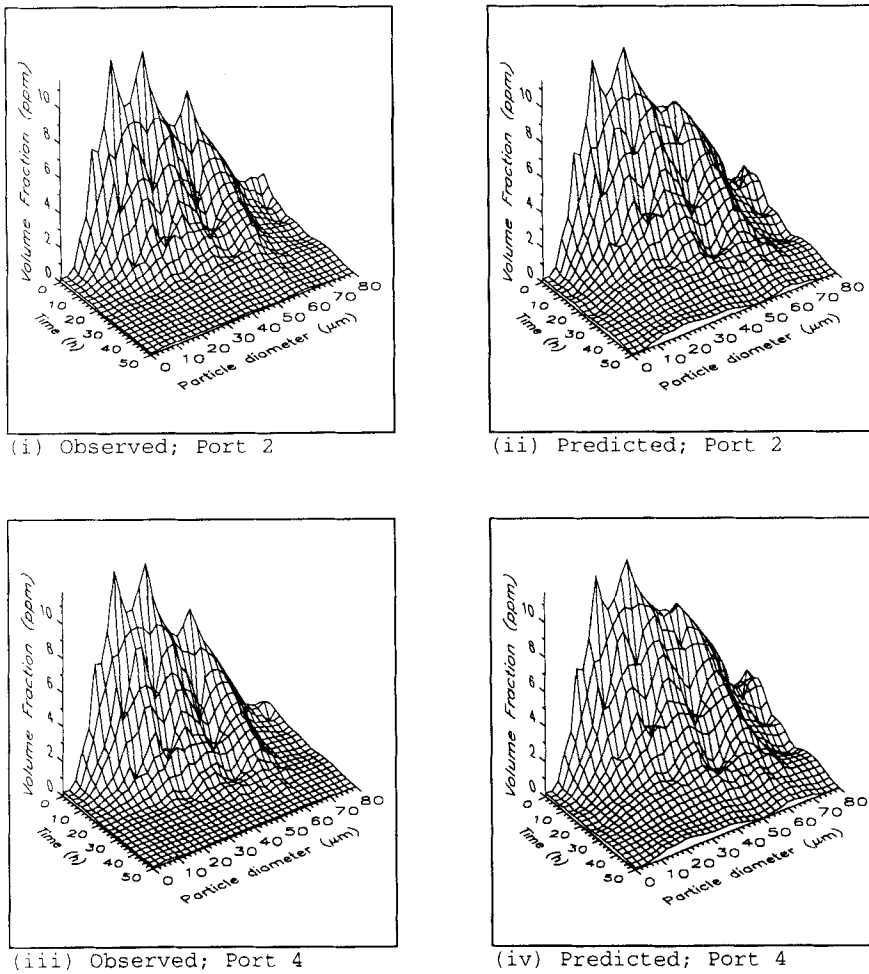 Volume Fraction (ppm)
10
8
6
4
2
0
0
10
20
30
40
50
Time (h)
0 10 20 30 40 50 60 70 80
Particle diameter (μm)
(i) Observed; Port 2
Volume Fraction (ppm)
10
8
6
4
2
0
0
10
20
30
40
50
Time (h)
0 10 20 30 40 50 60 70 80
Particle diameter (μm)
(ii) Predicted; Port 2
Volume Fraction (ppm)
10
8
6
4
2
0
0
10
20
30
40
50
Time (h)
0 10 20 30 40 50 60 70 80
Particle diameter (μm)
(iii) Observed; Port 4
Volume Fraction (ppm)
10
8
6
4
2
0
0
10
20
30
40
50
Time (h)
0 10 20 30 40 50 60 70 80
Particle diameter (μm)
(iv) Predicted; Port 4